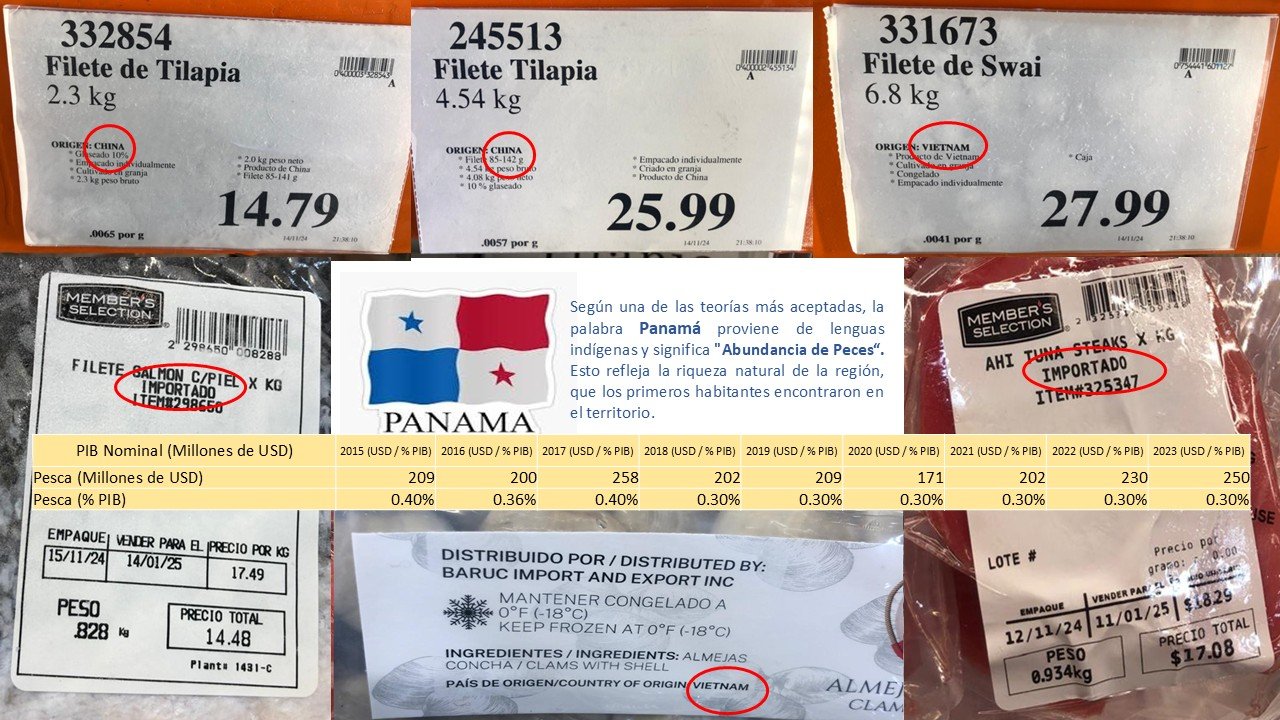 332854
Filete de Tilapia
2.3 kg
A
ORIGEN: CHINA
* Glaseado 10%
* Empacado individualmente
* Cultivado en granja
* 2.3 kg peso bruto
* 2.0 kg peso neto
* Producto de China
* Filete 85-141 g
14.79
.0065 por g
14/11/24
21:38:10
245513
Filete Tilapia
4.54 kg
A
ORIGEN: CHINA
* Filete 85-142 g
* 4.54 kg peso bruto
* 4.08 kg peso neto
* 10 % glaseado
* Empacado individualmente
* Criado en granja
* Producto de China
25.99
.0057 por g
14/11/24
21:38:10
331673
Filete de Swai
6.8 kg
A
ORIGEN: VIETNAM
* Producto de Vietnam
* Cultivado en granja
* Congelado
* Empacado individualmente
* Caja
27.99
.0041 por g
14/11/24
21:38:10
MEMBER'S
SELECTION
2 298650 008288
FILETE SALMON C/PIEL X KG
IMPORTADO
ITEM#298650
PANAMA
Según una de las teorías más aceptadas, la
palabra Panamá proviene de lenguas
indígenas y significa "Abundancia de Peces“.
Esto refleja la riqueza natural de la región,
que los primeros habitantes encontraron en
el territorio.
MEMBER'S
SELECTION
AHI TUNA STEAKS X KG
IMPORTADO
ITEM#325347
PIB Nominal (Millones de USD) 2015 (USD / % PIB) 2016 (USD / % PIB) 2017 (USD / % PIB) 2018 (USD / % PIB) 2019 (USD / % PIB) 2020 (USD / % PIB) 2021 (USD / % PIB) 2022 (USD / % PIB) 2023 (USD / % PIB)
Pesca (Millones de USD) 209 200 258 202 209 171 202 230 250
Pesca (% PIB) 0.40% 0.36% 0.40% 0.30% 0.30% 0.30% 0.30% 0.30% 0.30%
EMPAQUE VENDER PARA EL PRECIO POR KG
15/11/24 14/01/25 17.49
PESO
.828 Kg
PRECIO TOTAL
14.48
Plant# 1431-C
DISTRIBUIDO POR / DISTRIBUTED BY:
BARUC IMPORT AND EXPORT INC
MANTENER CONGELADO A
0°F (-18°C)
KEEP FROZEN AT 0°F (-18°C)
INGREDIENTES / INGREDIENTS: ALMEJAS
CONCHA / CLAMS WITH SHELL
PAÍS DE ORIGEN/COUNTRY OF ORIGIN VIETNAM
ALMEJ
CLAM
LOTE #
Precio por
gramo: 0.00
EMPAQUE VENDER PARA EL
12/11/24 11/01/25 $18.29
PESO
0.934kg
PRECIO TOTAL
$17.08